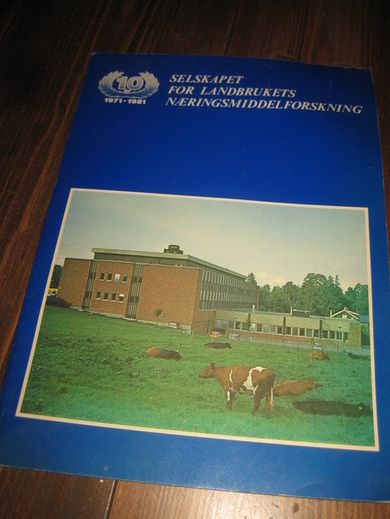 10
1971-1981
SELSKAPET
FOR LANDBRUKETS
NÆRINGSMIDDELFORSKNING